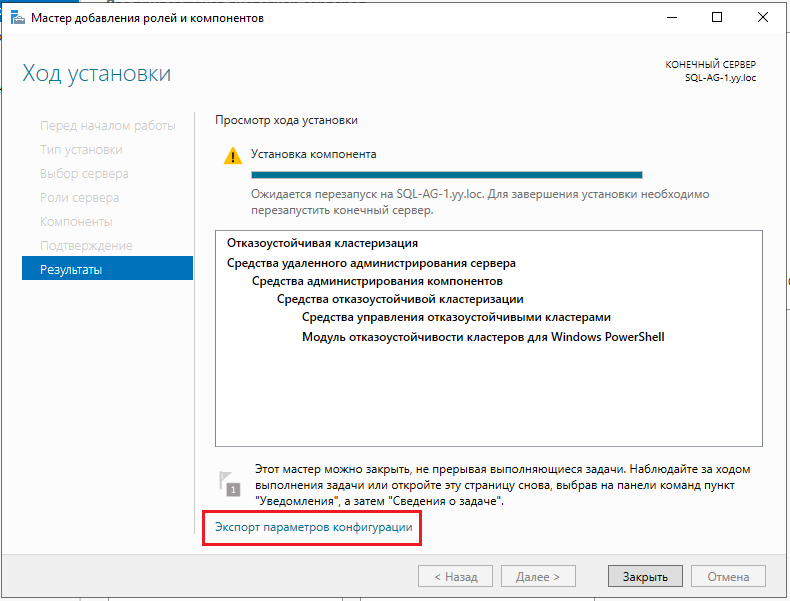 Мастер добавления ролей и компонентов
Ход установки
КОНЕЧНЫЙ СЕРВЕР
SQL-AG-1.yy.loc
Перед началом работы
Тип установки
Выбор сервера
Роли сервера
Компоненты
Подтверждение
Результаты
Просмотр хода установки
Установка компонента
Ожидается перезапуск на SQL-AG-1.yy.loc. Для завершения установки необходимо
перезапустить конечный сервер.
Отказоустойчивая кластеризация
Средства удаленного администрирования сервера
Средства администрирования компонентов
Средства отказоустойчивой кластеризации
Средства управления отказоустойчивыми кластерами
Модуль отказоустойчивости кластеров для Windows PowerShell
1
Этот мастер можно закрыть, не прерывая выполняющиеся задачи. Наблюдайте за ходом
выполнения задачи или откройте эту страницу снова, выбрав на панели команд пункт
"Уведомления", а затем "Сведения о задаче".
Экспорт параметров конфигурации
< Назад
Далее >
Закрыть
Отмена